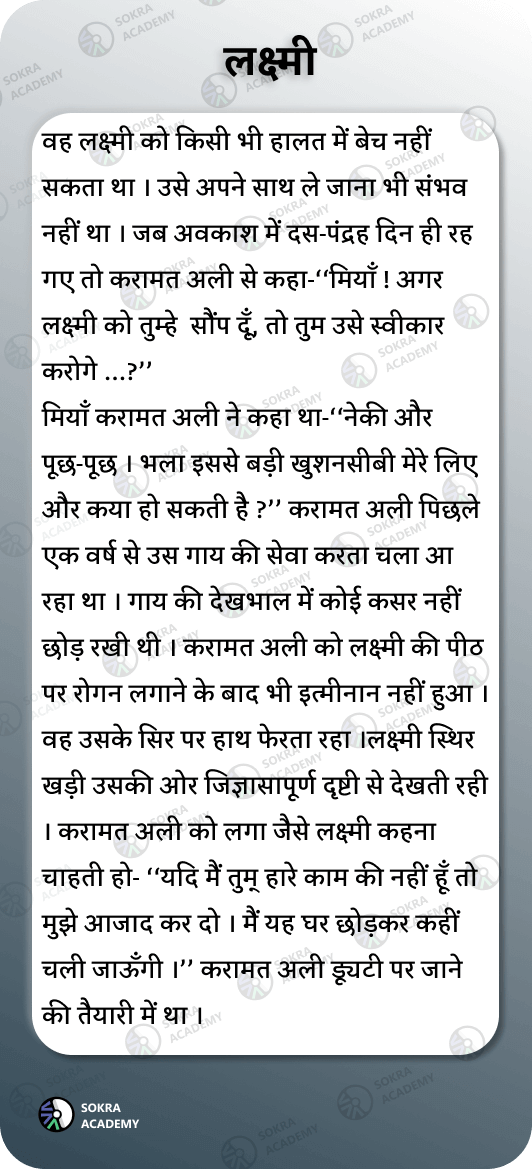 लक्ष्मी
वह लक्ष्मी को किसी भी हालत में बेच नहीं
सकता था । उसे अपने साथ ले जाना भी संभव
नहीं था । जब अवकाश में दस-पंद्रह दिन ही रह
गए तो करामत अली से कहा-‘‘मियाँ ! अगर
लक्ष्मी को तुम्हे सौंप दूँ, तो तुम उसे स्वीकार
करोगे ...?’’
मियाँ करामत अली ने कहा था-‘‘नेकी और
पूछ-पूछ । भला इससे बड़ी खुशनसीबी मेरे लिए
और कया हो सकती है ?’’ करामत अली पिछले
एक वर्ष से उस गाय की सेवा करता चला आ
रहा था । गाय की देखभाल में कोई कसर नहीं
छोड़ रखी थी । करामत अली को लक्ष्मी की पीठ
पर रोगन लगाने के बाद भी इत्मीनान नहीं हुआ ।
वह उसके सिर पर हाथ फेरता रहा ।लक्ष्मी स्थिर
खड़ी उसकी ओर जिज्ञासापूर्ण दृष्टी से देखती रही
। करामत अली को लगा जैसे लक्ष्मी कहना
चाहती हो- ‘‘यदि मैं तुम् हारे काम की नहीं हूँ तो
मुझे आजाद कर दो । मैं यह घर छोड़कर कहीं
चली जाऊँगी ।’’ करामत अली ड्यूटी पर जाने
की तैयारी में था ।
SOKRA
ACADEMY